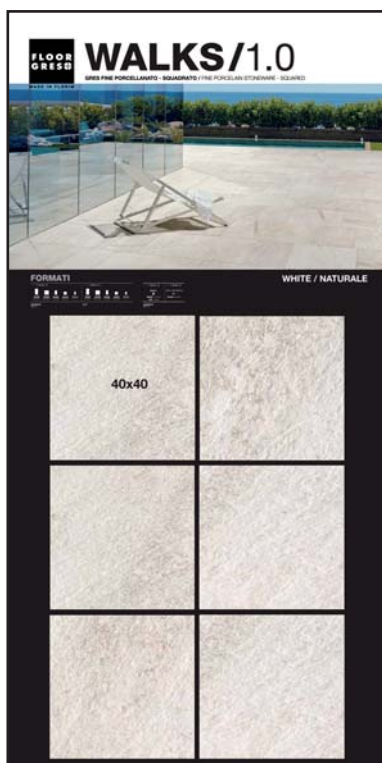 FLOOR
GRES
MADE IN FLORIM
WALKS/1.0
GRES FINE PORCELLANATO - SQUADRATO / FINE PORCELAIN STONEWARE - SQUARED
FORMATI
WHITE / NATURALE
40x40